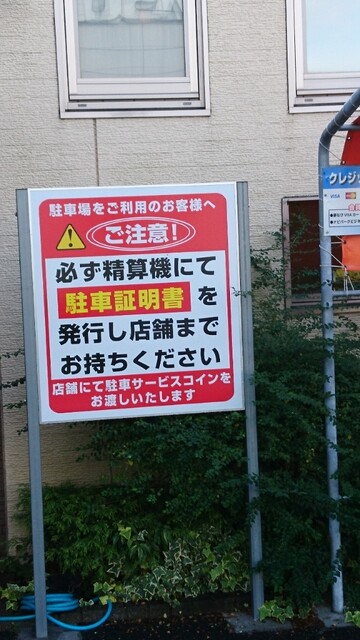 駐車場をご利用のお客様へ
ご注意!
必ず精算機にて
駐車証明書を
発行し店舗まで
お持ちください
店舗にて駐車サービスコインを
お渡しいたします
クレジ
VISA